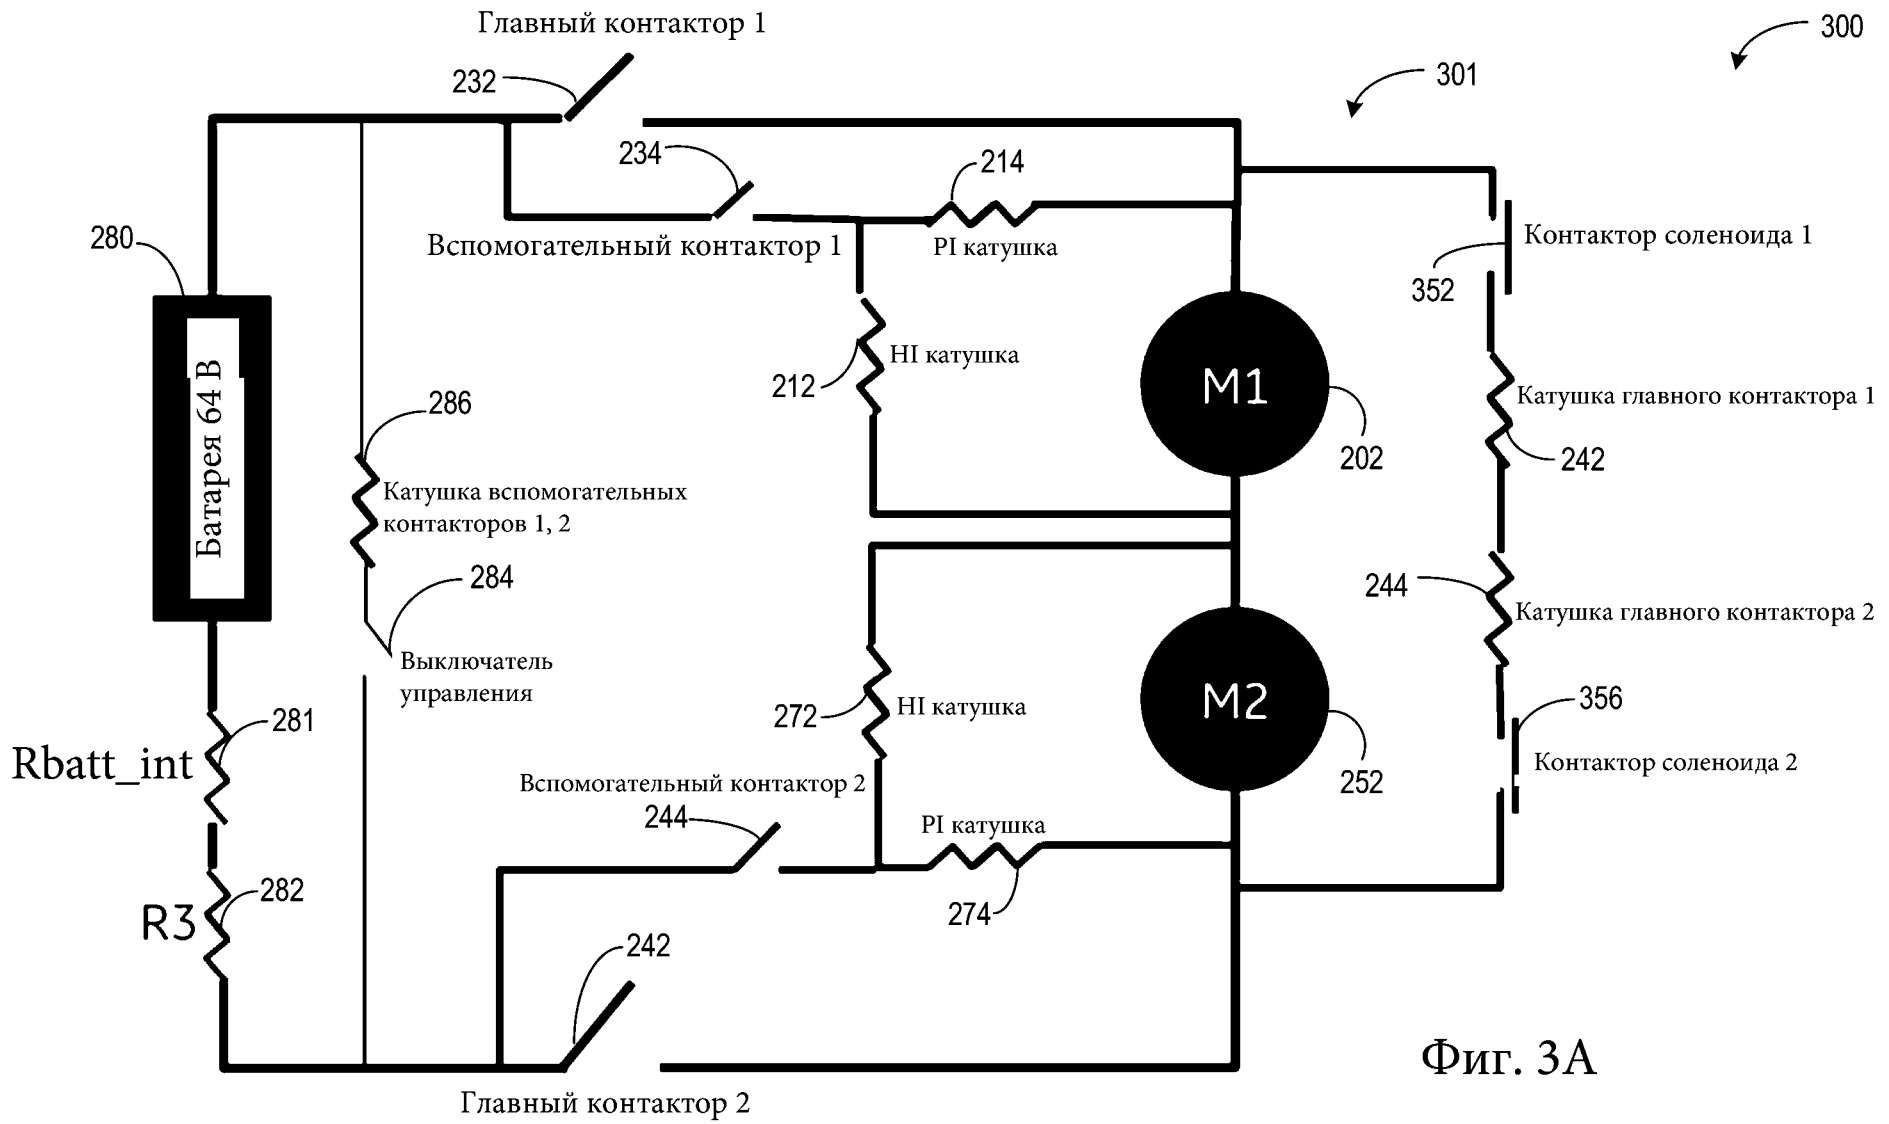 Главный контактор 1
300
301
232
234
214
280
Вспомогательный контактор 1
PI катушка
Контактор соленоида 1
352
Батарея 64 В
HI катушка
212
M1
286
Катушка главного контактора 1
202
242
Катушка вспомогательных
контакторов 1, 2
284
244
Катушка главного контактора 2
Выключатель
управления
272
HI катушка
M2
356
281
Rbatt_int
Вспомогательный контактор 2
252
Контактор соленоида 2
244
PI катушка
282
R3
274
242
Фиг. 3A
Главный контактор 2